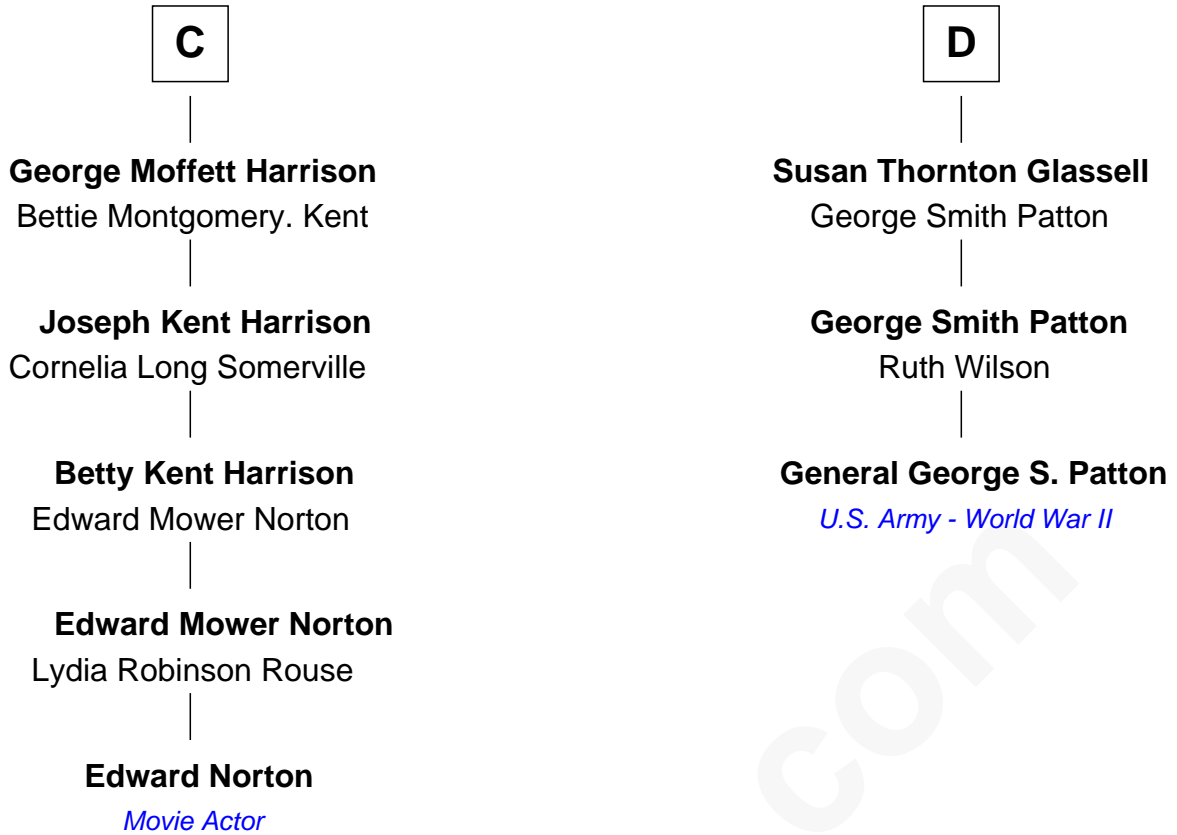 C
George Moffett Harrison
Bettie Montgomery. Kent
Joseph Kent Harrison
Cornelia Long Somerville
Betty Kent Harrison
Edward Mower Norton
Edward Mower Norton
Lydia Robinson Rouse
Edward Norton
Movie Actor
D
Susan Thornton Glassell
George Smith Patton
George Smith Patton
Ruth Wilson
General George S. Patton
U.S. Army - World War II
com